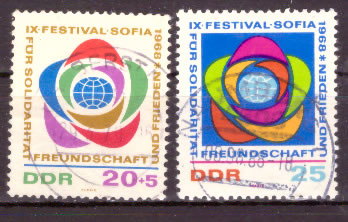 IX·FESTIVAL·SOFIA
1968
FÜR SOLIDARITÄT
UND FRIEDEN
FREUNDSCHAFT
DDR 20+5
IX·FESTIVAL·SOFIA
1968
FÜR SOLIDARITÄT
UND FRIEDEN
FREUNDSCHAFT
DDR 25